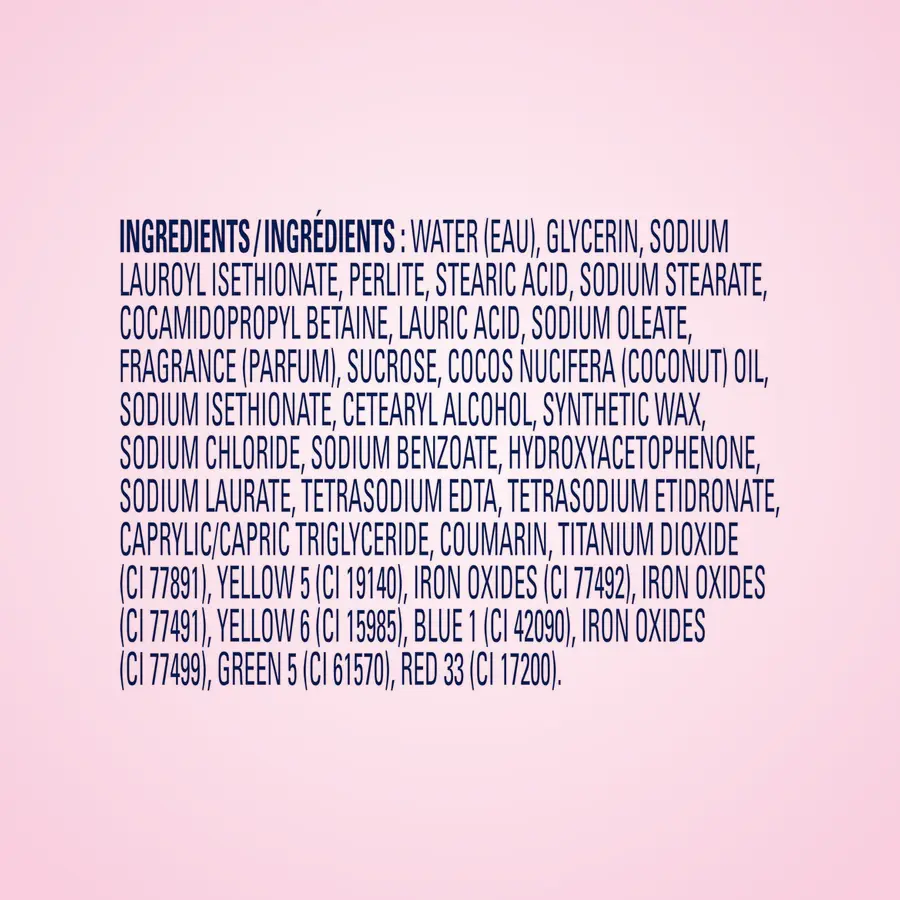 INGREDIENTS / INGRÉDIENTS : WATER (EAU), GLYCERIN, SODIUM
LAUROYL ISETHIONATE, PERLITE, STEARIC ACID, SODIUM STEARATE,
COCAMIDOPROPYL BETAINE, LAURIC ACID, SODIUM OLEATE,
FRAGRANCE (PARFUM), SUCROSE, COCOS NUCIFERA (COCONUT) OIL,
SODIUM ISETHIONATE, CETEARYL ALCOHOL, SYNTHETIC WAX,
SODIUM CHLORIDE, SODIUM BENZOATE, HYDROXYACETOPHENONE,
SODIUM LAURATE, TETRASODIUM EDTA, TETRASODIUM ETIDRONATE,
CAPRYLIC/CAPRIC TRIGLYCERIDE, COUMARIN, TITANIUM DIOXIDE
(CI 77891), YELLOW 5 (CI 19140), IRON OXIDES (CI 77492), IRON OXIDES
(CI 77491), YELLOW 6 (CI 15985), BLUE 1 (CI 42090), IRON OXIDES
(CI 77499), GREEN 5 (CI 61570), RED 33 (CI 17200).